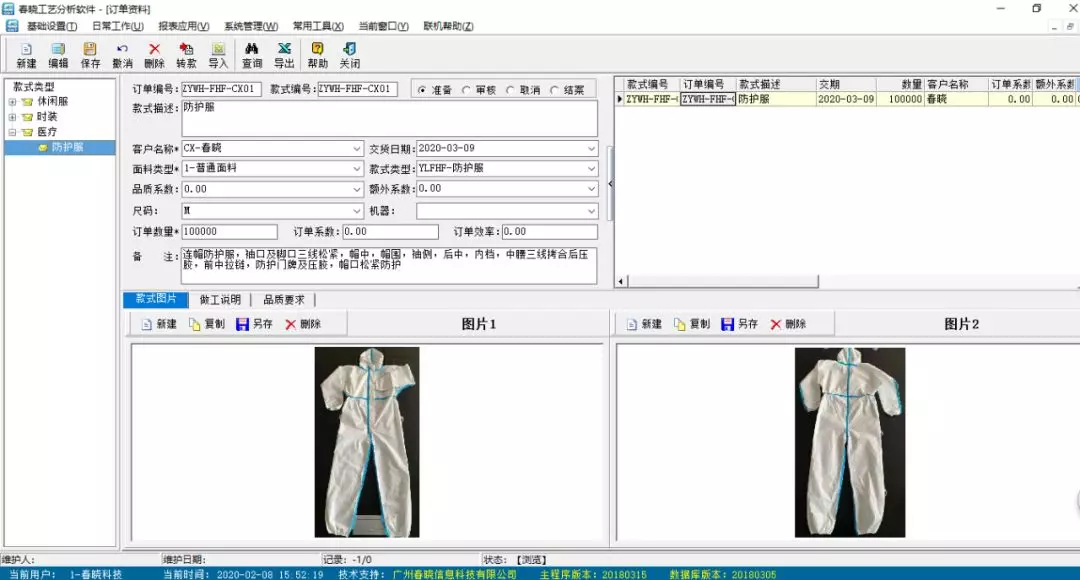 春晓工艺分析软件 - [订单资料]
基础设置(T) 日常工作(U) 报表应用(V) 系统管理(W) 常用工具(X) 当前窗口(Y) 联机帮助(Z)
新建 编辑 保存 撤消 删除 转款 导入 查询 导出 帮助 关闭
款式类型
休闲服
时装
医疗
防护服
订单编号: ZYWH-FHF-CX01 款式编号: ZYWH-FHF-CX01 准备 审核 取消 结案
款式描述: 防护服
客户名称* CX-春晓 交货日期: 2020-03-09
面料类型* 1-普通面料 款式类型: YLFHF-防护服
品质系数: 0.00 额外系数: 0.00
尺码: M 机器:
订单数量* 100000 订单系数: 0.00 订单效率: 0.00
备 注: 连帽防护服，袖口及脚口三线松紧，帽中，帽围，袖侧，后中，内档，中腰三线拷合后压
胶，前中拉链，防护门牌及压胶，帽口松紧防护
款式编号 订单编号 款式描述 交期 数量 客户名称 订单系数 额外系
ZYWH-FHF- ZYWH-FHF- 防护服 2020-03-09 100000 春晓 0.00 0.00
款式图片 做工说明 品质要求
新建 复制 另存 删除 图片1
新建 复制 另存 删除 图片2
维护人: 维护日期: 记录: -1/0 状态: 【浏览】
当前用户: 1-春晓科技 当前时间: 2020-02-08 15:52:19 技术支持: 广州春晓信息科技有限公司 主程序版本: 20180315 数据库版本: 20180305